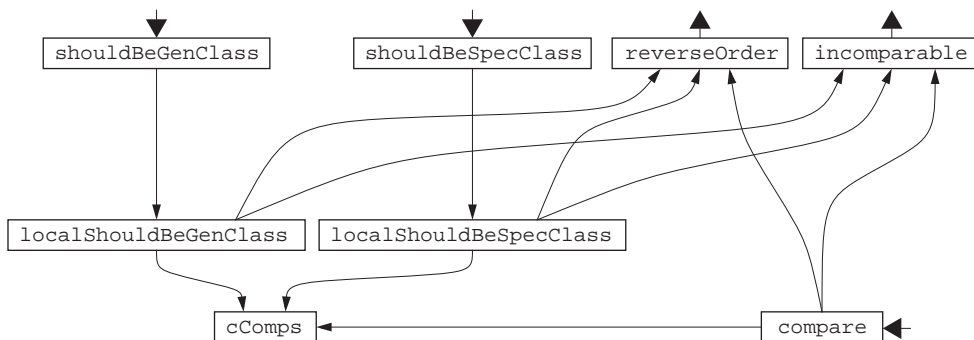 shouldBeGenClass
shouldBeSpecClass
reverseOrder
incomparable
localShouldBeGenClass
localShouldBeSpecClass
cComps
compare